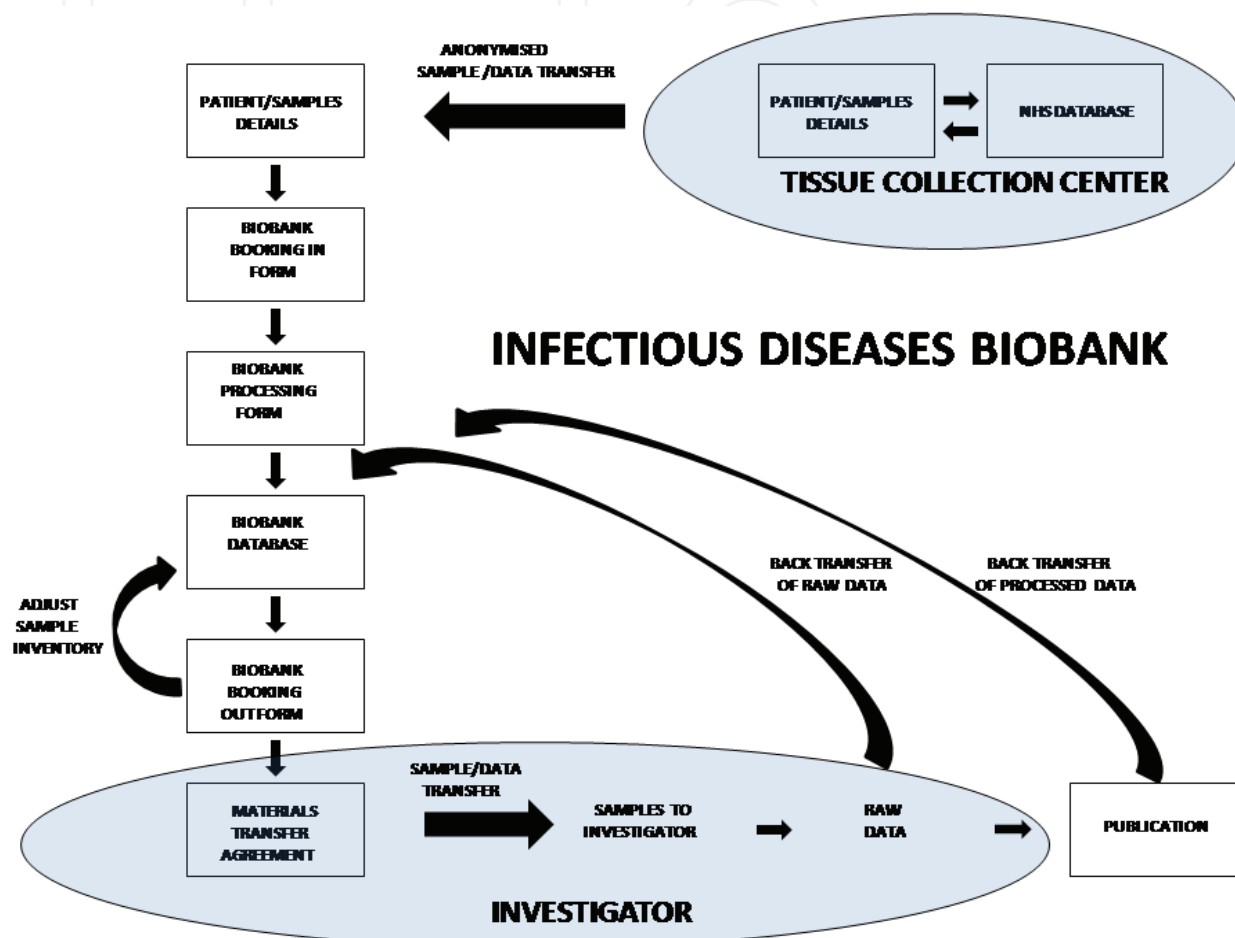 ANONYMISED
SAMPLE/DATA TRANSFER
PATIENT/SAMPLES
DETAILS
PATIENT/SAMPLES
DETAILS
NHS DATABASE
TISSUE COLLECTION CENTER
BIOBANK
BOOKING IN
FORM
INFECTIOUS DISEASES BIOBANK
BIOBANK
PROCESSING
FORM
BIOBANK
DATABASE
BACK TRANSFER
OF RAW DATA
BACK TRANSFER
OF PROCESSED DATA
ADJUST
SAMPLE
INVENTORY
BIOBANK
BOOKING
OUT FORM
MATERIALS
TRANSFER
AGREEMENT
SAMPLE/DATA
TRANSFER
SAMPLES TO
INVESTIGATOR
RAW
DATA
PUBLICATION
INVESTIGATOR